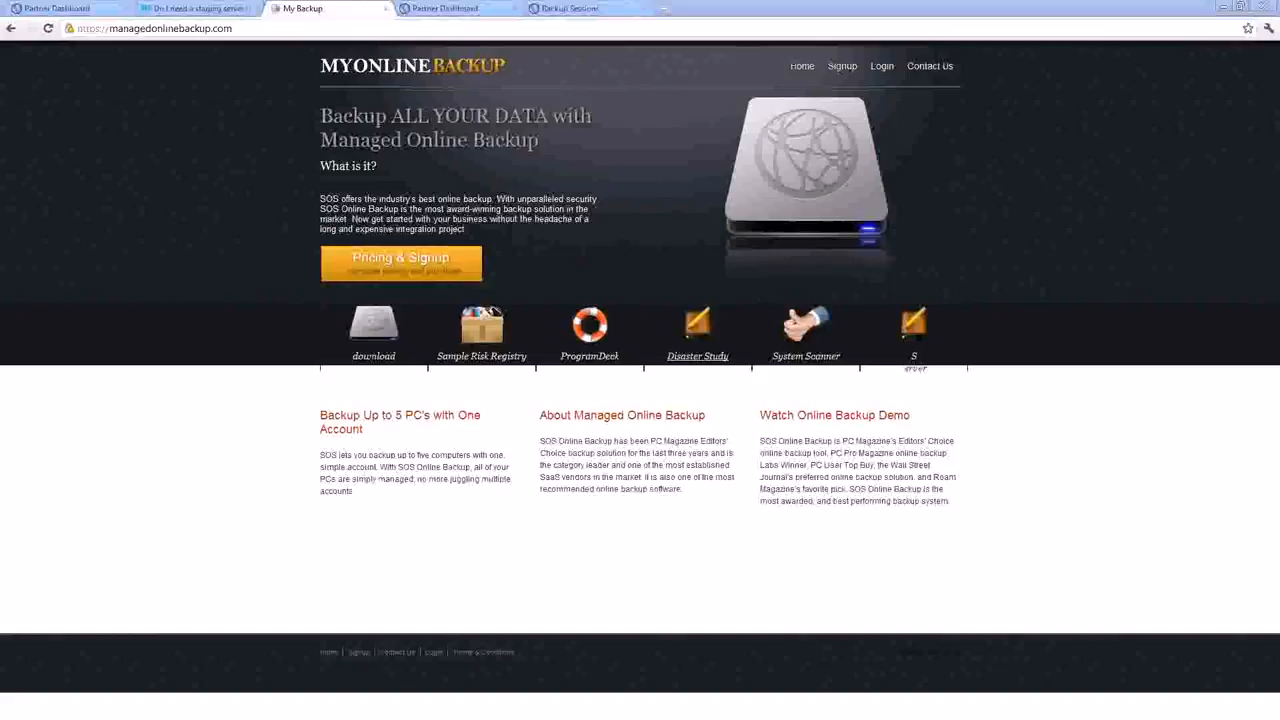 Partner Dashboard
Do I need a staging server
My Backup
Partner Dashboard
Backup Sessions
https://managedonlinebackup.com
MYONLINEBACKUP
Home
Signup
Login
Contact Us
Backup ALL YOUR DATA with
Managed Online Backup
What is it?
SOS offers the industry's best online backup. With unparalleled security
SOS Online Backup is the most award-winning backup solution in the
market. Now get started with your business without the headache of a
long and expensive integration project
Pricing & Signup
download
Sample Risk Registry
ProgramDeck
Disaster Study
System Scanner
S
erver
Backup Up to 5 PC's with One
Account
SOS lets you backup up to five computers with one,
simple account. With SOS Online Backup, all of your
PCs are simply managed; no more juggling multiple
accounts
About Managed Online Backup
SOS Online Backup has been PC Magazine Editors'
Choice backup solution for the last three years and is
the category leader and one of the most established
SaaS vendors in the market. It is also one of the most
recommended online backup software.
Watch Online Backup Demo
SOS Online Backup is PC Magazine's Editors' Choice
online backup tool, PC Pro Magazine online backup
Labs Winner, PC User Top Buy, the Wall Street
Journal's preferred online backup solution, and Roam
Magazine's favorite pick. SOS Online Backup is the
most awarded, and best performing backup system.
Home | Signup | Contact Us | Login | Terms & Conditions